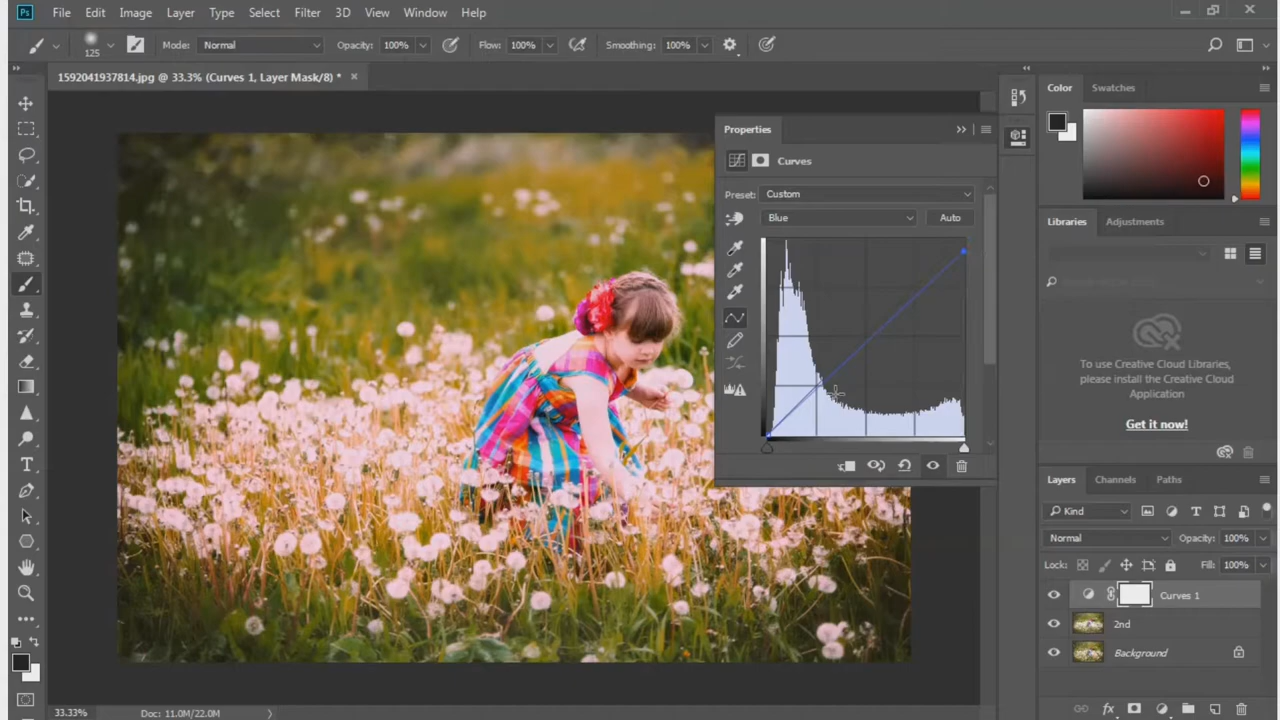 Ps File Edit Image Layer Type Select Filter 3D View Window Help
125 Mode: Normal Opacity: 100% Flow: 100% Smoothing: 100%
1592041937814.jpg @ 33.3% (Curves 1, Layer Mask/8) *
Color Swatches
Properties
Curves
Preset: Custom
Blue Auto
Libraries Adjustments
To use Creative Cloud Libraries,
please install the Creative Cloud
Application
Get it now!
Layers Channels Paths
Kind
Normal Opacity: 100%
Lock: Fill: 100%
Curves 1
2nd
Background
33.33% Doc: 11.0M/22.0M